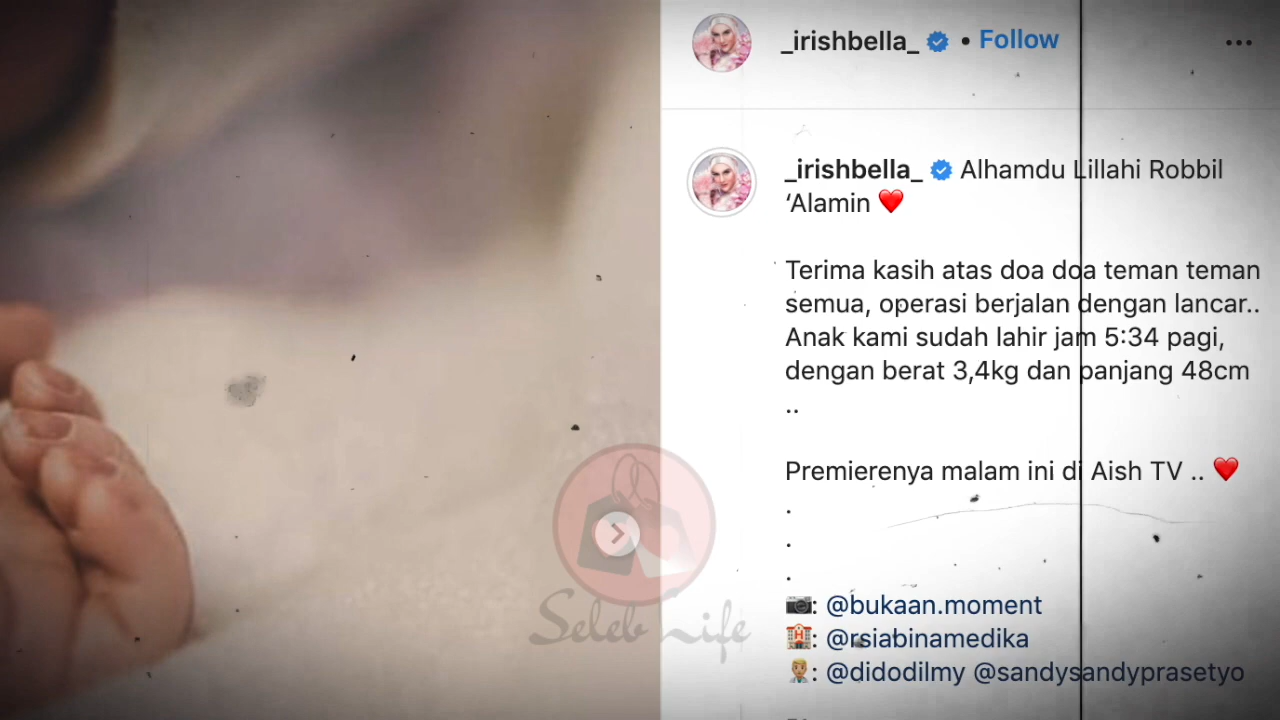 _irishbella_ • Follow
_irishbella_ Alhamdu Lillahi Robbil
‘Alamin ❤️
Terima kasih atas doa doa teman teman
semua, operasi berjalan dengan lancar..
Anak kami sudah lahir jam 5:34 pagi,
dengan berat 3,4kg dan panjang 48cm
..
Premierenya malam ini di Aish TV .. ❤️
.
.
.
📷: @bukaan.moment
🏩: @rsiabinamedika
👨🏼‍⚕️: @didodilmy @sandysandyprasetyo
Seleb Life